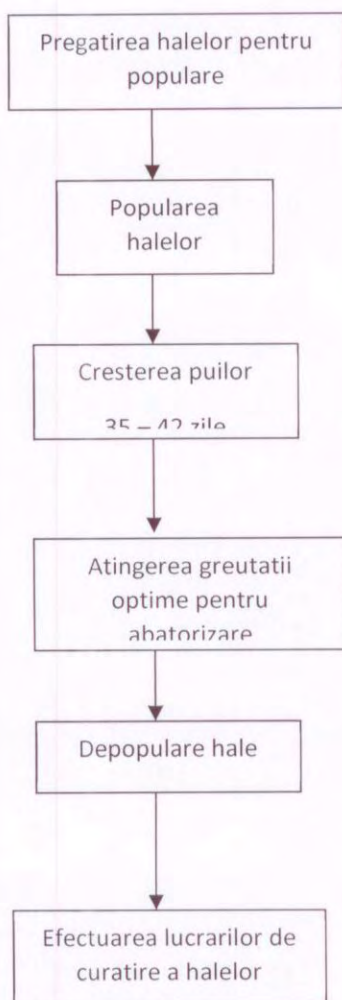 Pregatirea halelor pentru
populare
Popularea
halelor
Cresterea puilor
35 – 42 zile
Atingerea greutatii
optime pentru
abatorizare
Depopulare hale
Efectuarea lucrarilor de
curatire a halelor